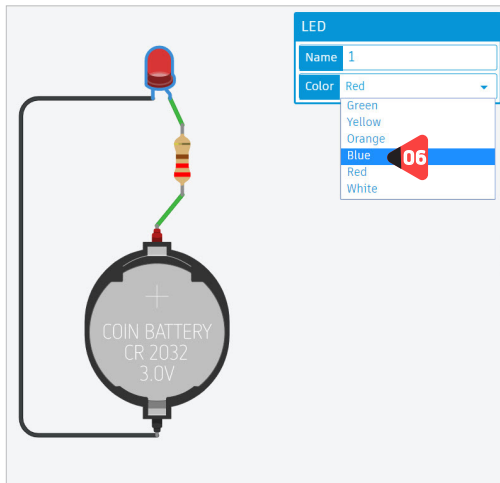 LED
Name 1
Color Red
Green
Yellow
Orange
Blue 06
Red
White
COIN BATTERY
CR 2032
3.0V